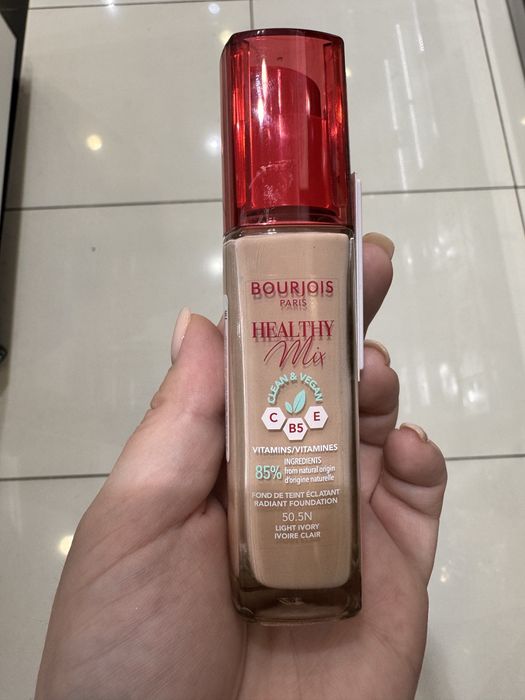 BOURJOIS
PARIS
HEALTHY
Mix
CLEAN & VEGAN
C B5 E
VITAMINS/VITAMINES
85% INGREDIENTS
from natural origin
d'origine naturelle
FOND DE TEINT ÉCLATANT
RADIANT FOUNDATION
50.5N
LIGHT IVORY
IVOIRE CLAIR